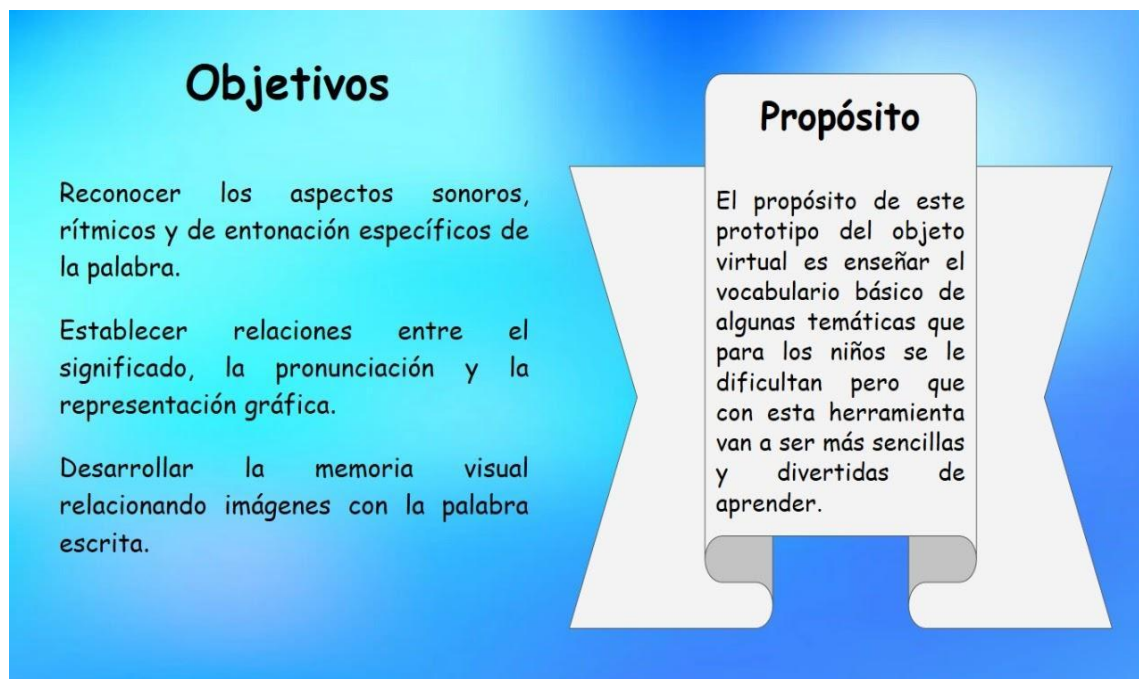 Objetivos
Reconocer los aspectos sonoros,
rítmicos y de entonación específicos de
la palabra.
Establecer relaciones entre el
significado, la pronunciación y la
representación gráfica.
Desarrollar la memoria visual
relacionando imágenes con la palabra
escrita.
Propósito
El propósito de este
prototipo del objeto
virtual es enseñar el
vocabulario básico de
algunas temáticas que
para los niños se le
dificultan pero que
con esta herramienta
van a ser más sencillas
y divertidas de
aprender.